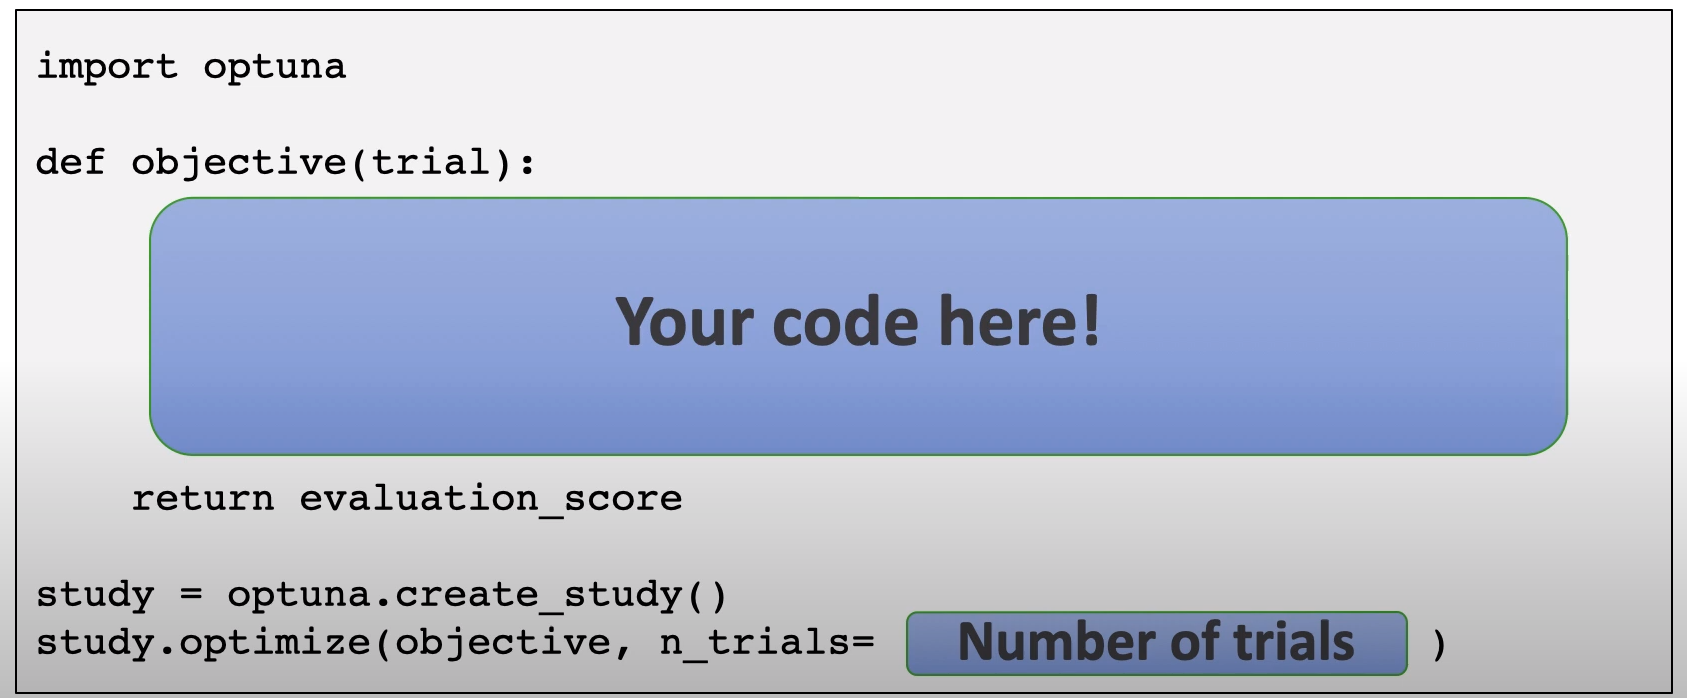 import optuna
def objective(trial):
Your code here!
return evaluation_score
study = optuna.create_study()
study.optimize(objective, n_trials= Number of trials )